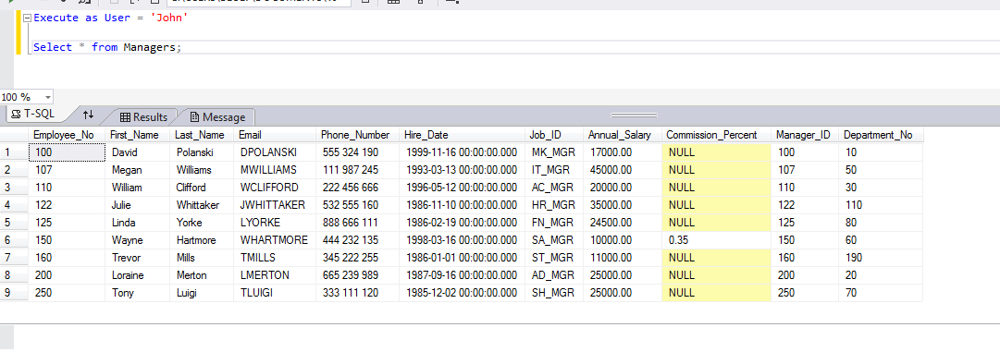 Execute as User = 'John'
Select * from Managers;
100 %
T-SQL Results Message
Employee_No First_Name Last_Name Email Phone_Number Hire_Date Job_ID Annual_Salary Commission_Percent Manager_ID Department_No
1 100 David Polanski DPOLANSKI 555 324 190 1999-11-16 00:00:00.000 MK_MGR 17000.00 NULL 100 10
2 107 Megan Williams MWILLIAMS 111 987 245 1993-03-13 00:00:00.000 IT_MGR 45000.00 NULL 107 50
3 110 William Clifford WCLIFFORD 222 456 666 1996-05-12 00:00:00.000 AC_MGR 20000.00 NULL 110 30
4 122 Julie Whittaker JWHITTAKER 532 555 160 1986-11-10 00:00:00.000 HR_MGR 35000.00 NULL 122 110
5 125 Linda Yorke LYORKE 888 666 111 1986-02-19 00:00:00.000 FN_MGR 24500.00 NULL 125 80
6 150 Wayne Hartmore WHARTMORE 444 232 135 1998-03-16 00:00:00.000 SA_MGR 10000.00 0.35 150 60
7 160 Trevor Mills TMILLS 345 222 255 1986-01-01 00:00:00.000 ST_MGR 11000.00 NULL 160 190
8 200 Loraine Merton LMERTON 665 239 989 1987-09-16 00:00:00.000 AD_MGR 25000.00 NULL 200 20
9 250 Tony Luigi TLUIGI 333 111 120 1985-12-02 00:00:00.000 SH_MGR 25000.00 NULL 250 70